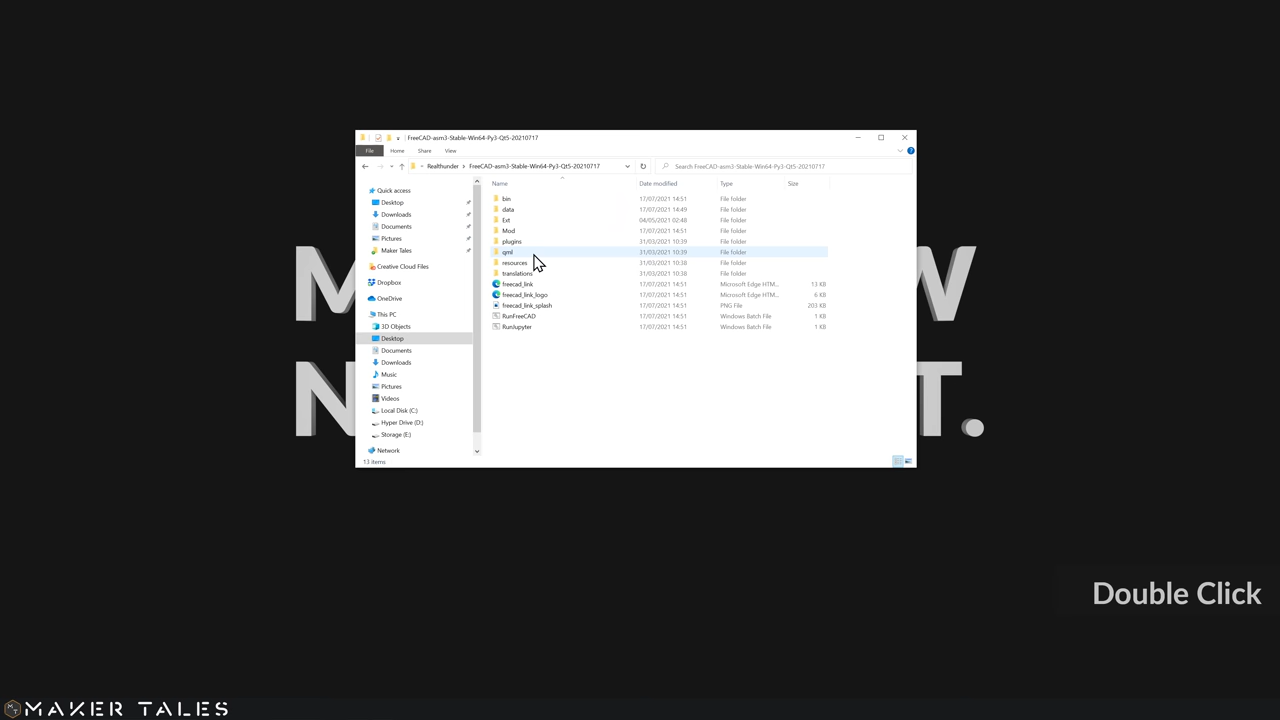 FreeCAD-asm3-Stable-Win64-Py3-Qt5-20210717
File Home Share View
Realthunder > FreeCAD-asm3-Stable-Win64-Py3-Qt5-20210717 Search FreeCAD-asm3-Stable-Win64-Py3-Qt5-20210717
Quick access
Desktop
Downloads
Documents
Pictures
Maker Tales
Creative Cloud Files
Dropbox
OneDrive
This PC
3D Objects
Desktop
Documents
Downloads
Music
Pictures
Videos
Local Disk (C:)
Hyper Drive (D:)
Storage (E:)
Network
Name Date modified Type Size
bin 17/07/2021 14:51 File folder
data 17/07/2021 14:49 File folder
Ext 04/05/2021 02:48 File folder
Mod 17/07/2021 14:51 File folder
plugins 31/03/2021 10:39 File folder
qml 31/03/2021 10:39 File folder
resources 31/03/2021 10:38 File folder
translations 31/03/2021 10:38 File folder
freecad_link 17/07/2021 14:51 Microsoft Edge HTM... 13 KB
freecad_link_logo 17/07/2021 14:51 Microsoft Edge HTM... 6 KB
freecad_link_splash 17/07/2021 14:51 PNG File 203 KB
RunFreeCAD 17/07/2021 14:51 Windows Batch File 1 KB
RunJupyter 17/07/2021 14:51 Windows Batch File 1 KB
13 items
Double Click
MAKER TALES